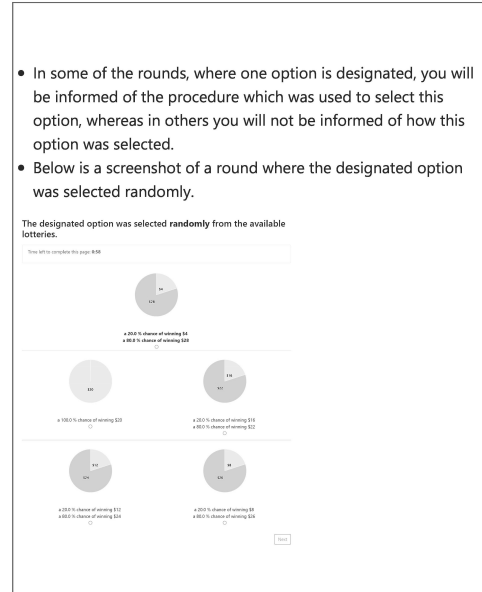 • In some of the rounds, where one option is designated, you will
be informed of the procedure which was used to select this
option, whereas in others you will not be informed of how this
option was selected.
• Below is a screenshot of a round where the designated option
was selected randomly.
The designated option was selected randomly from the available
lotteries.
Time left to complete this page: 0:58
$4
$28
a 20.0 % chance of winning $4
a 80.0 % chance of winning $28
$20
a 100.0 % chance of winning $20
$16
$22
a 20.0 % chance of winning $16
a 80.0 % chance of winning $22
$12
$24
a 20.0 % chance of winning $12
a 80.0 % chance of winning $24
$8
$26
a 20.0 % chance of winning $8
a 80.0 % chance of winning $26
Next